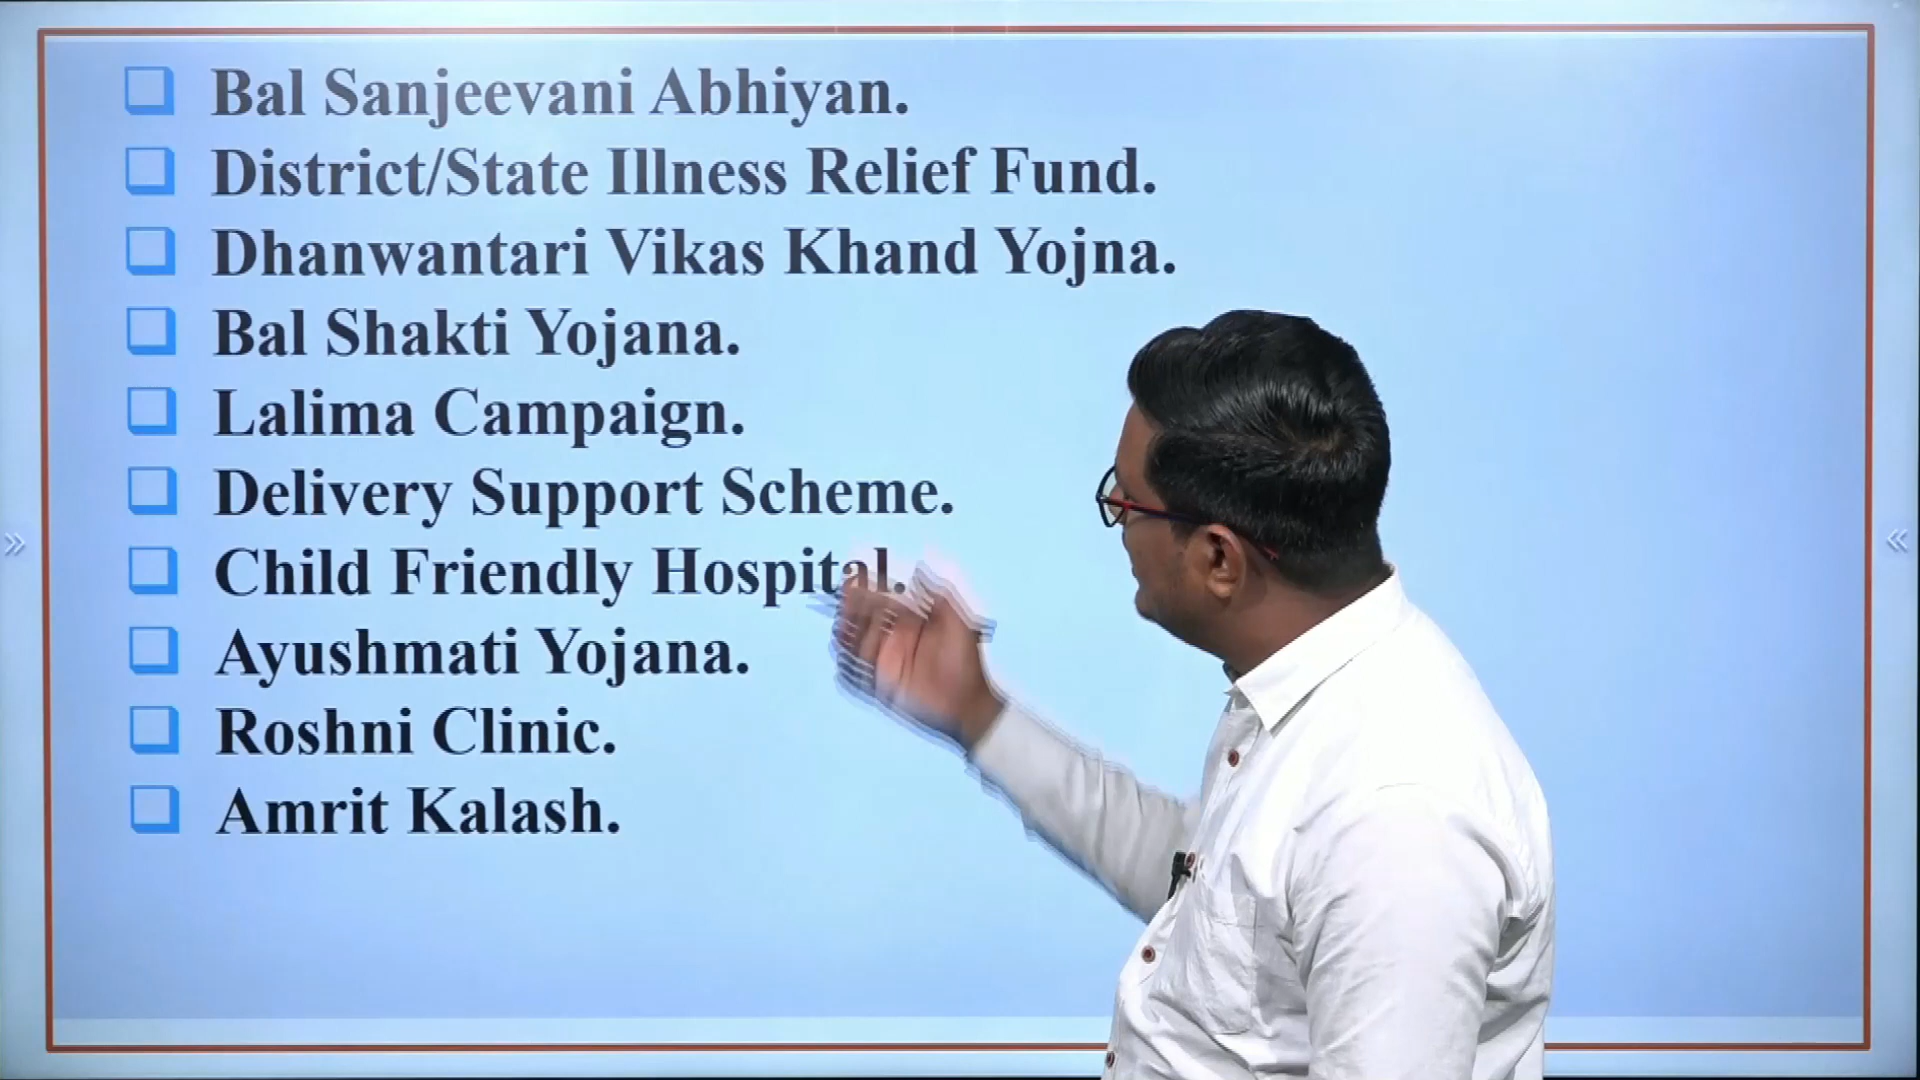 Bal Sanjeevani Abhiyan.
District/State Illness Relief Fund.
Dhanwantari Vikas Khand Yojna.
Bal Shakti Yojana.
Lalima Campaign.
Delivery Support Scheme.
Child Friendly Hospital.
Ayushmati Yojana.
Roshni Clinic.
Amrit Kalash.